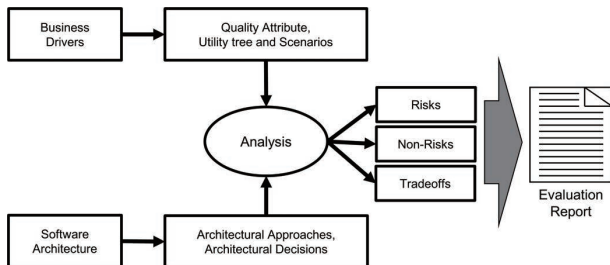 Business
Drivers
Quality Attribute,
Utility tree and Scenarios
Analysis
Risks
Non-Risks
Tradeoffs
Evaluation
Report
Software
Architecture
Architectural Approaches,
Architectural Decisions